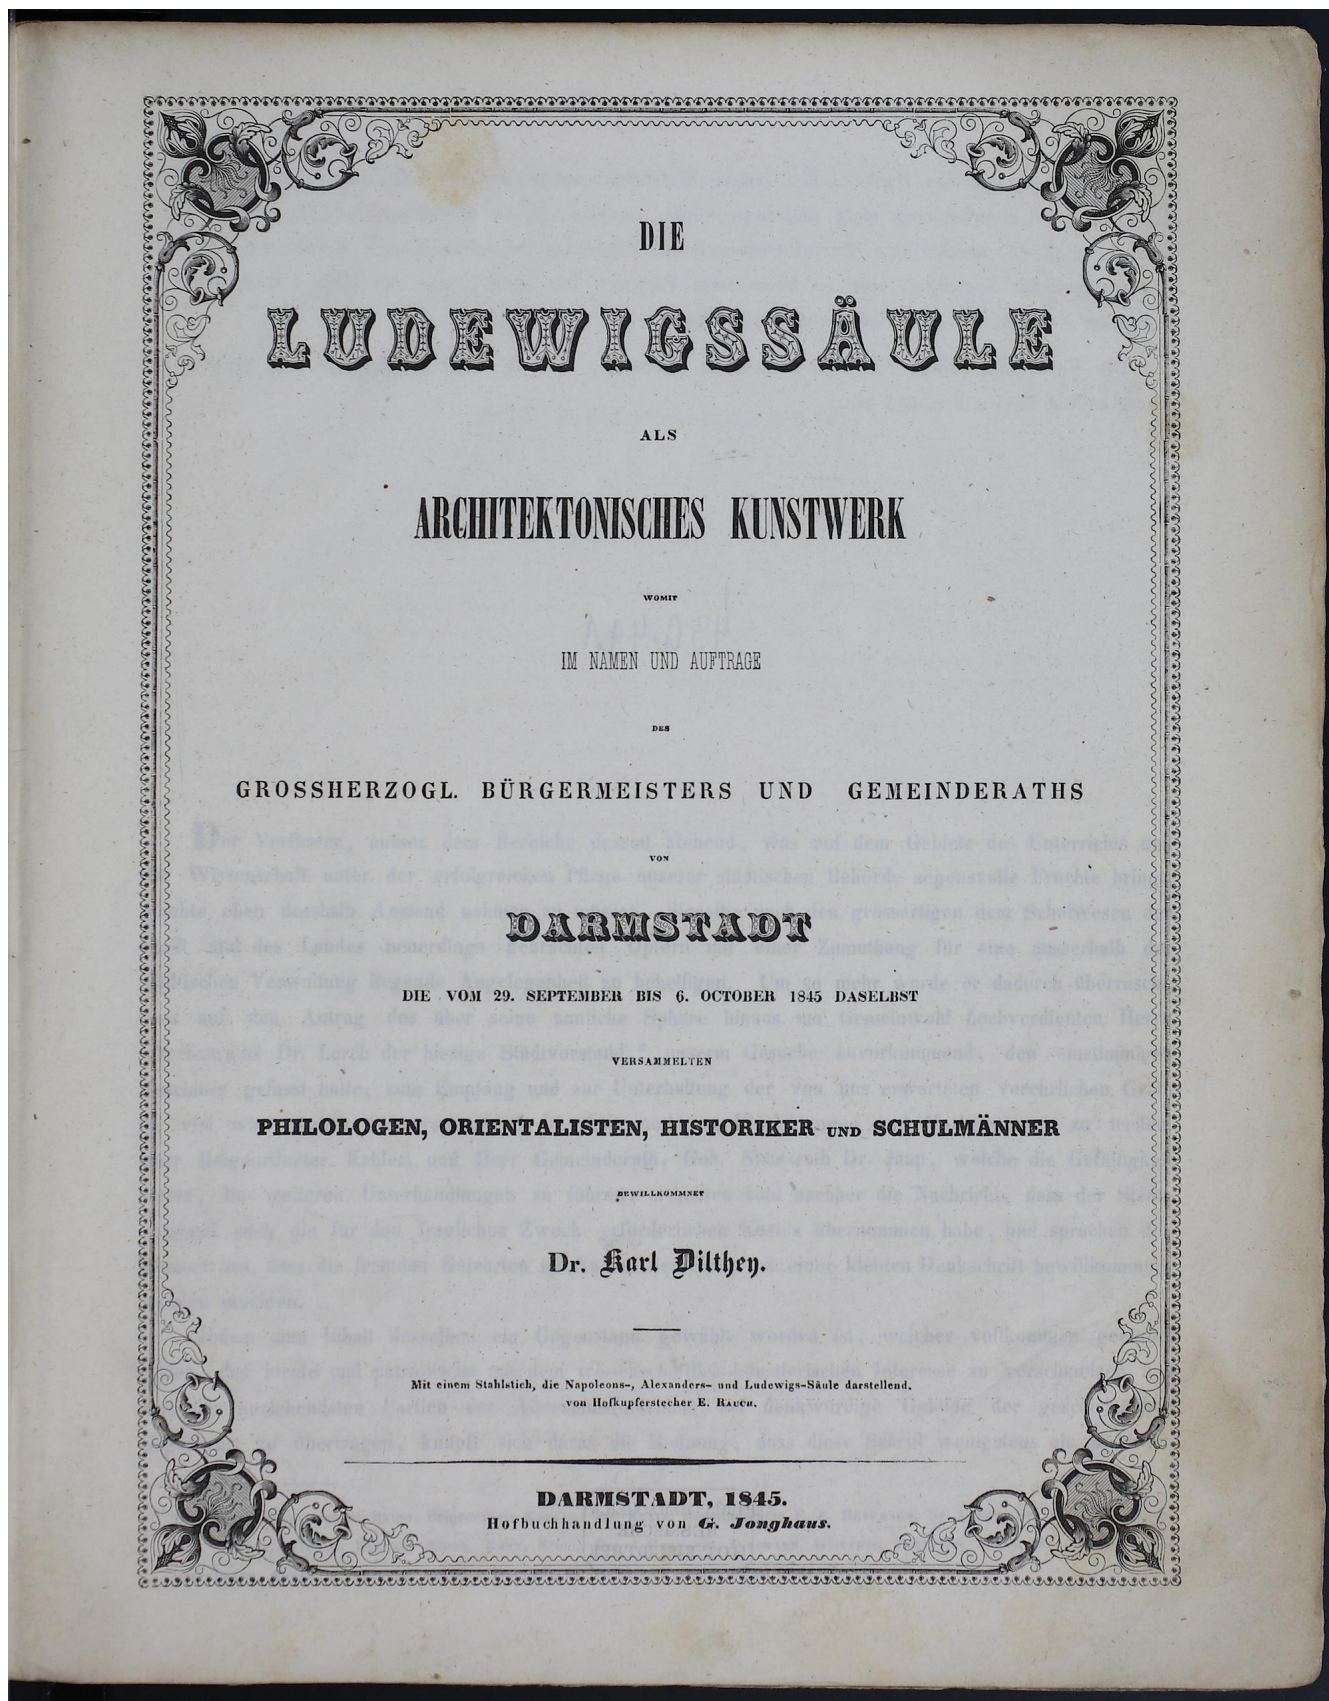 DIE
LUDEWIGSSÄULE
ALS
ARCHITEKTONISCHES KUNSTWERK
WOMIT
IM NAMEN UND AUFTRAGE
DES
GROSSHERZOGL. BÜRGERMEISTERS UND GEMEINDERATHS
VON
DARMSTADT
DIE VOM 29. SEPTEMBER BIS 6. OCTOBER 1845 DASELBST
VERSAMMELTEN
PHILOLOGEN, ORIENTALISTEN, HISTORIKER UND SCHULMÄNNER
BEWILLKOMMNET
Dr. Karl Dilthey.
Mit einem Stahlstich, die Napoleons-, Alexanders- und Ludewigs-Säule darstellend,
von Hofkupferstecher E. RAUCH.
DARMSTADT, 1845.
Hofbuchhandlung von G. Jonghaus.